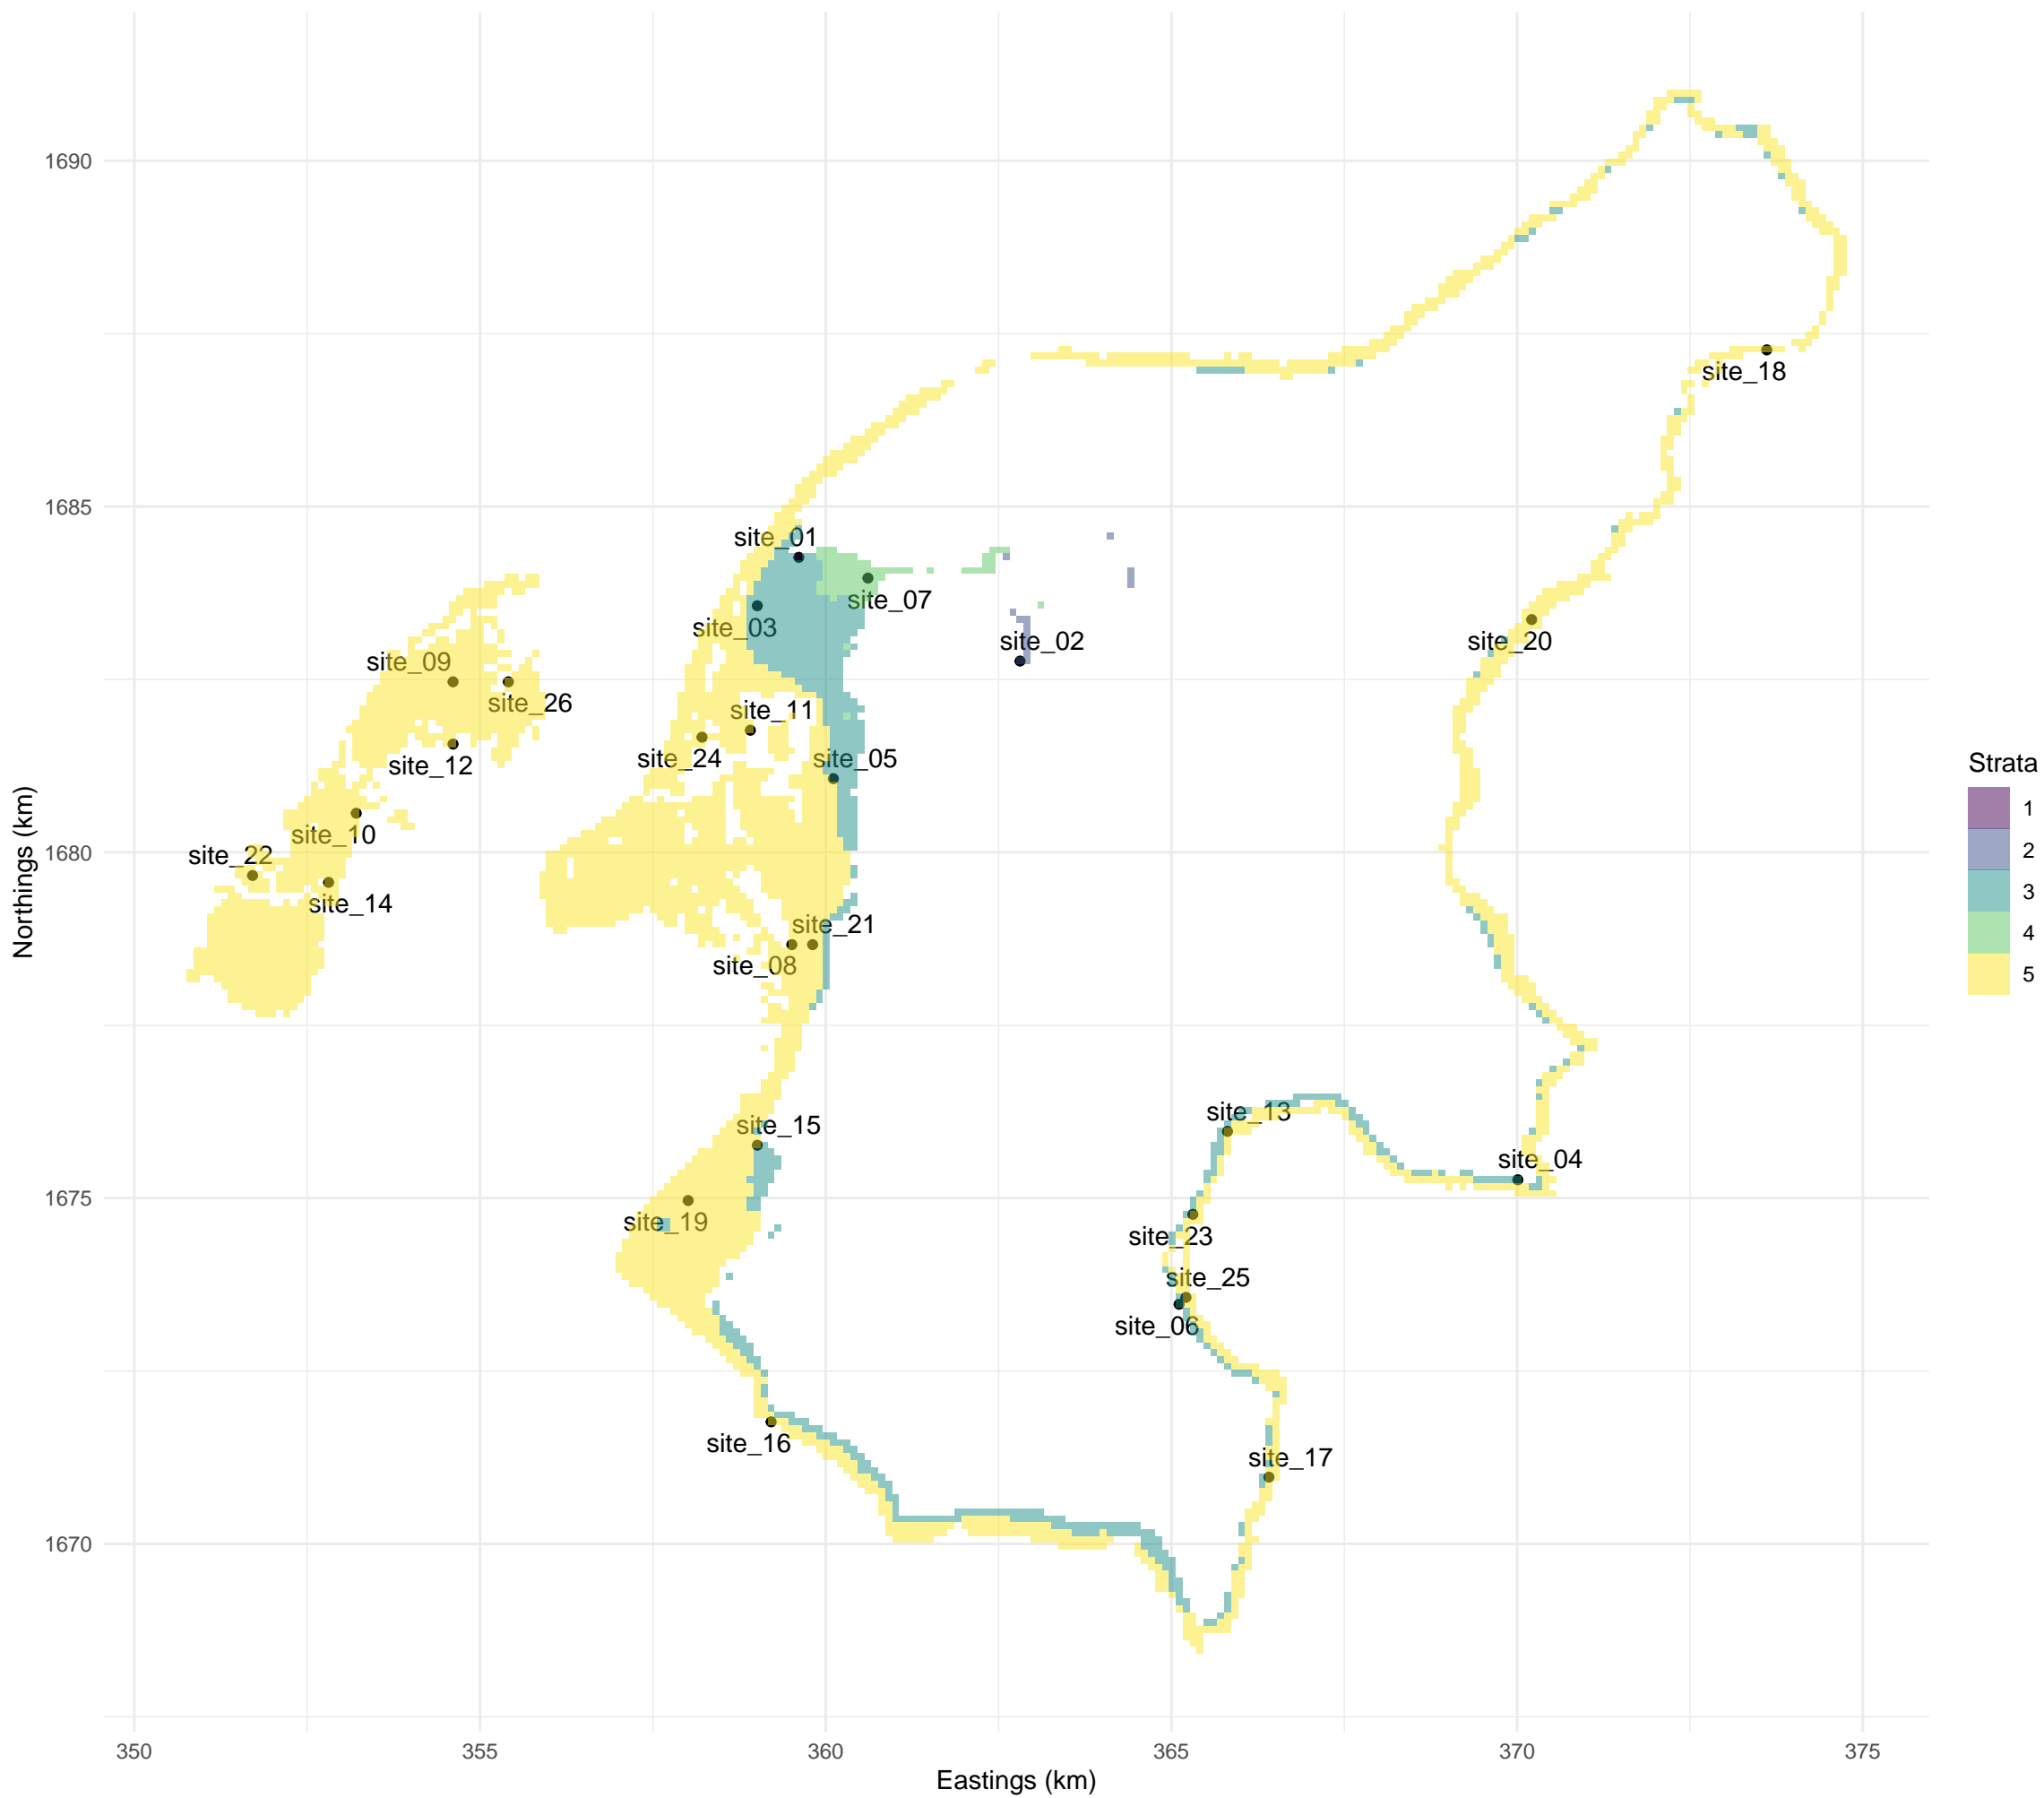 1690
1685
1680
1675
1670
Northings (km)
site_18
site_01
site_07
site_03
site_02
site_20
site_09
site_26
site_11
site_24
site_12
site_05
site_10
site_22
site_14
site_21
site_08
site_13
site_15
site_04
site_19
site_23
site_25
site_06
site_16
site_17
Strata
1
2
3
4
5
350
355
360
365
370
375
Eastings (km)